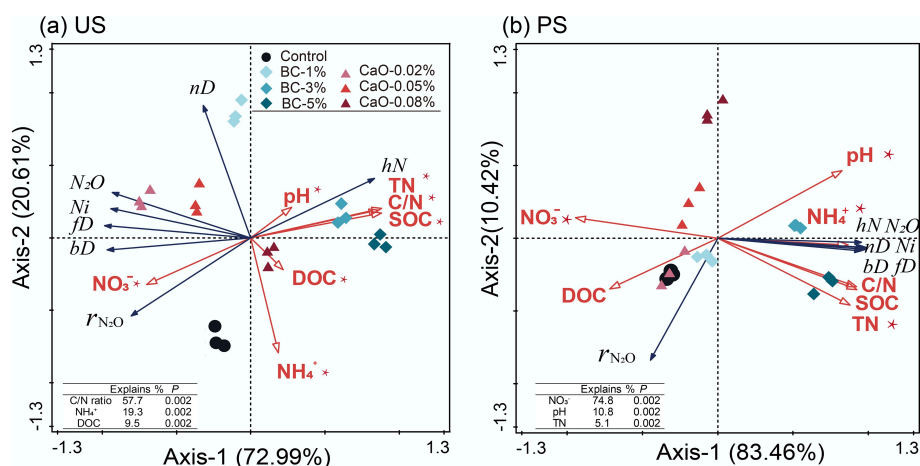 (a) US
1.3
-1.3
-1.3
1.3
Axis-2 (20.61%)
Axis-1 (72.99%)
Control
BC-1%
BC-3%
BC-5%
CaO-0.02%
CaO-0.05%
CaO-0.08%
nD
hN
N₂O
Ni
fD
bD
NO₃⁻ *
rN₂O
pH *
TN *
C/N *
SOC *
DOC *
NH₄⁺ *
Explains % P
C/N ratio 57.7 0.002
NH₄⁺ 19.3 0.002
DOC 9.5 0.002
(b) PS
1.3
-1.3
-1.3
1.3
Axis-2(10.42%)
Axis-1 (83.46%)
pH *
NO₃⁻ *
NH₄⁺ *
hN N₂O
nD Ni
bD fD
C/N
SOC
TN *
DOC
rN₂O
Explains % P
NO₃⁻ 74.8 0.002
pH 10.8 0.002
TN 5.1 0.002